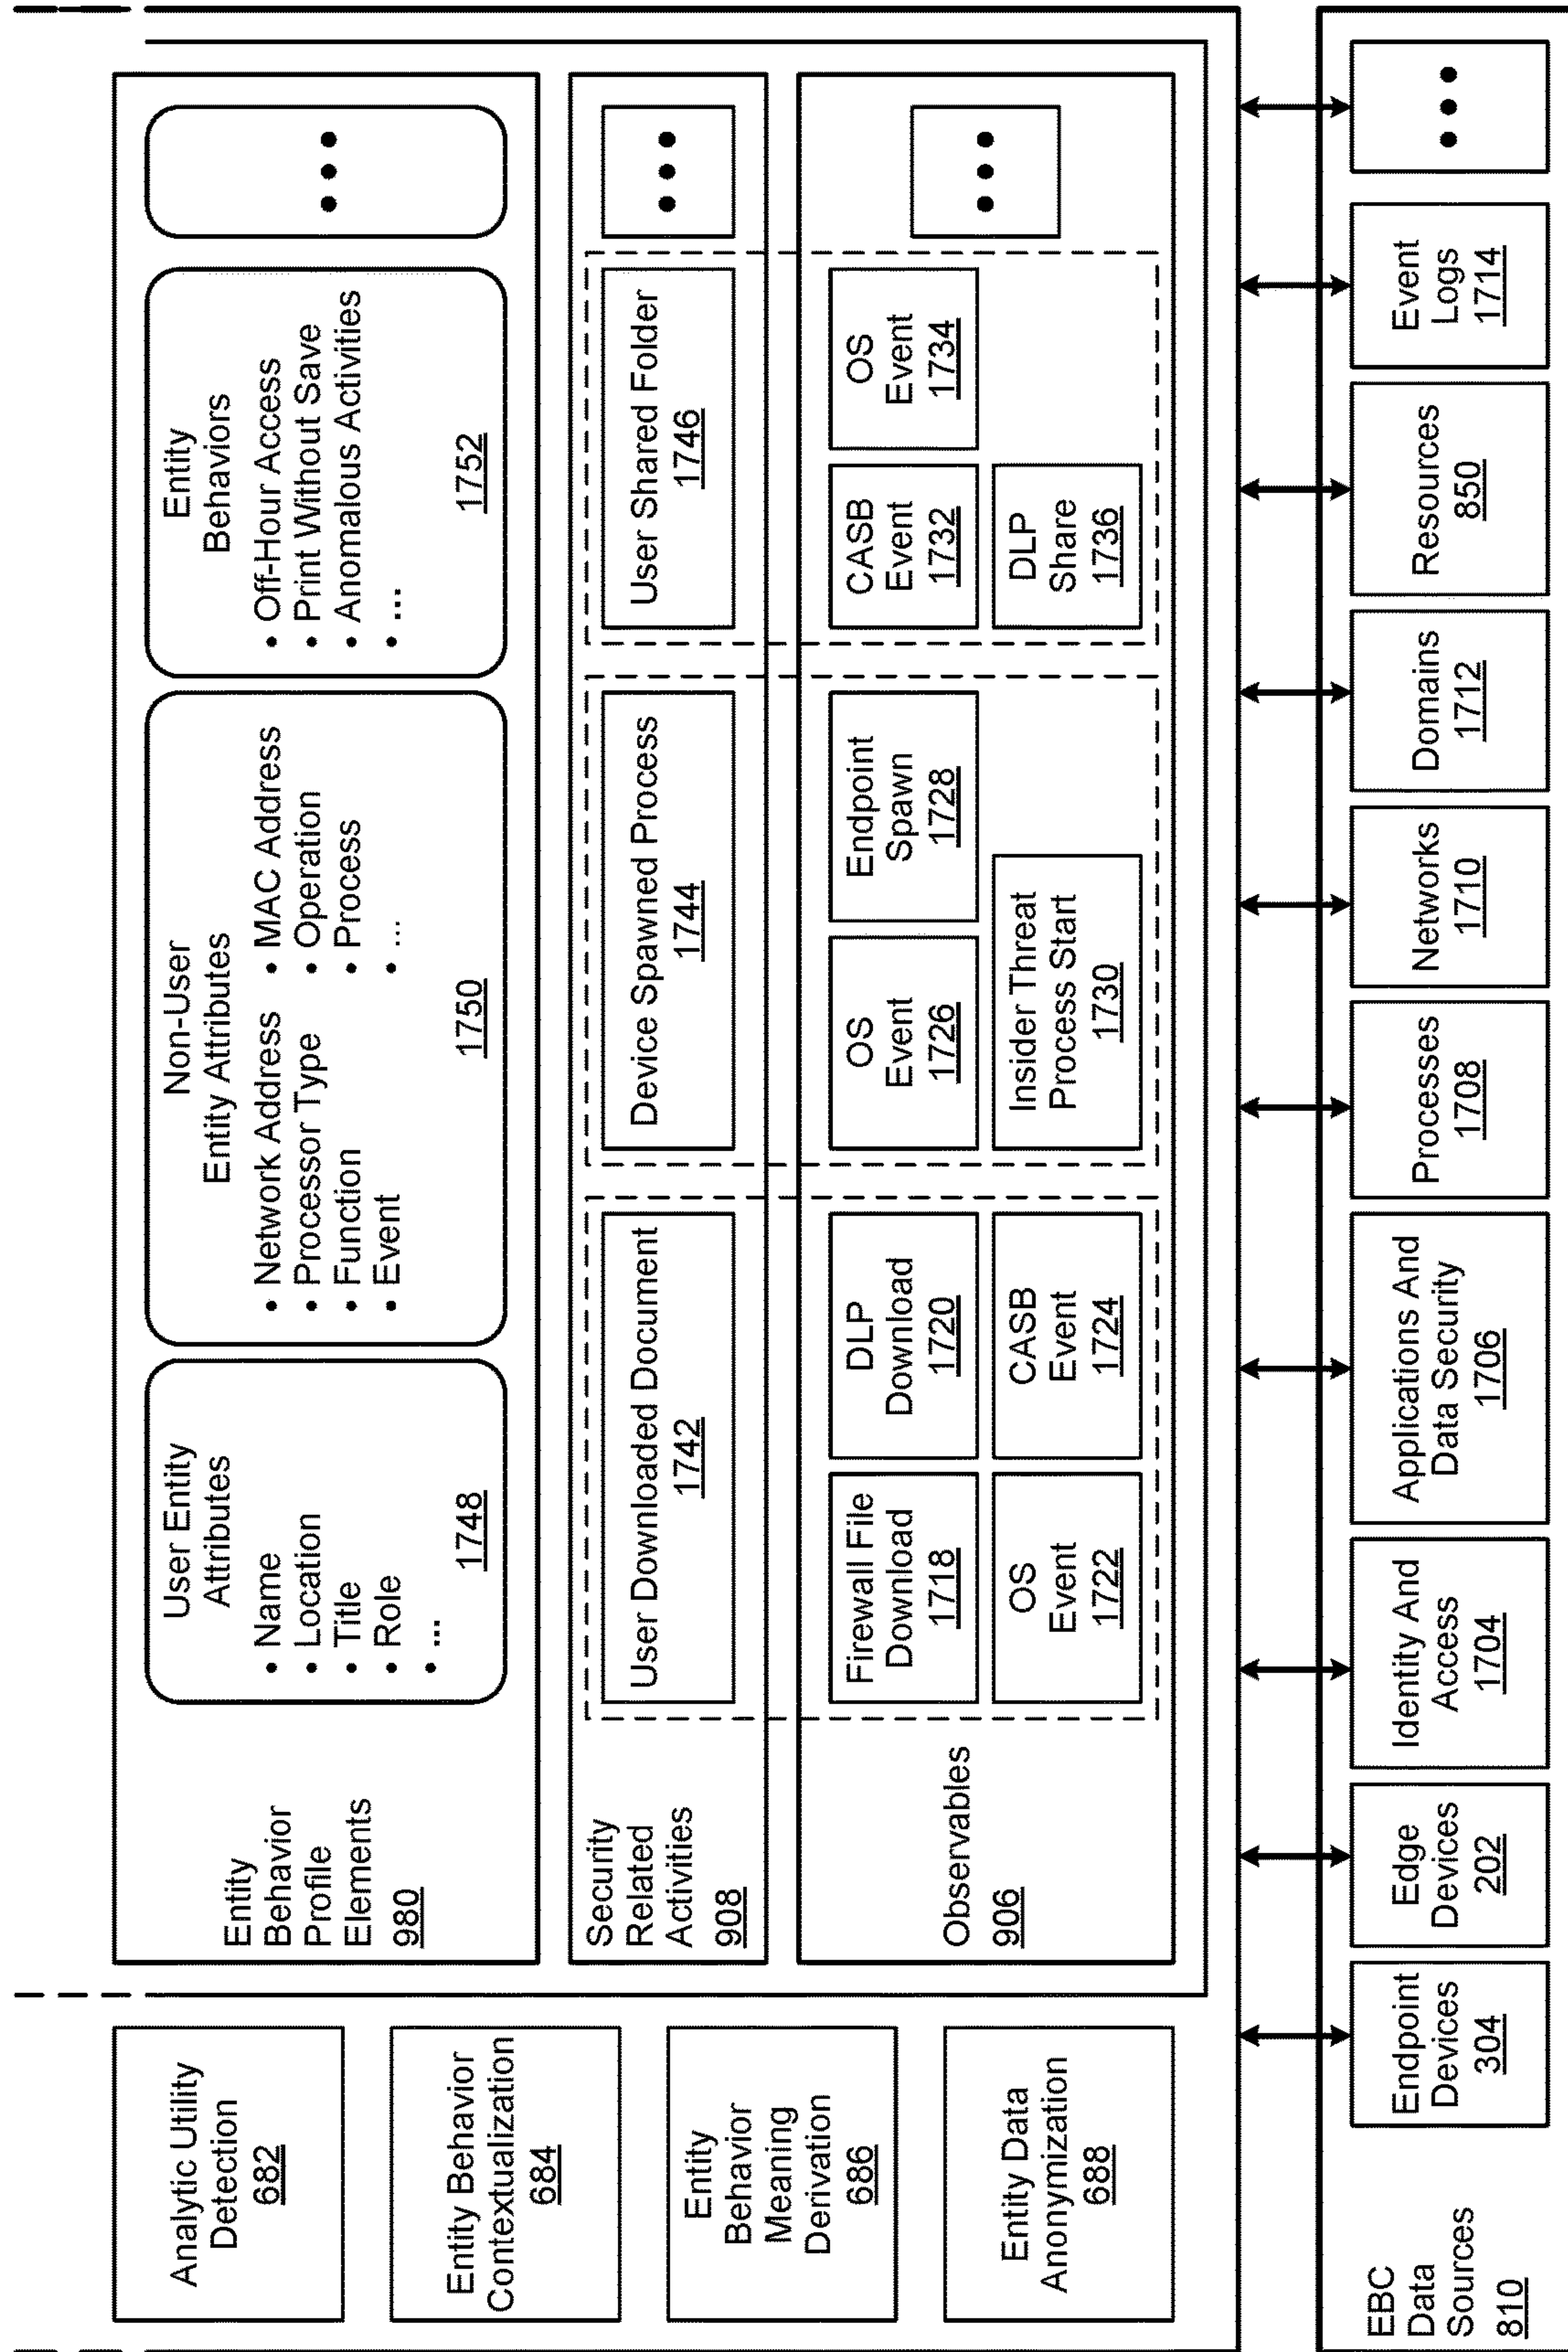 Analytic Utility
Detection
682
Entity Behavior
Contextualization
684
Entity
Behavior
Meaning
Derivation
686
Entity Data
Anonymization
688
Entity
Behavior
Profile
Elements
980
User Entity
Attributes
• Name
• Location
• Title
• Role
• ...
1748
Non-User
Entity Attributes
• Network Address
• Processor Type
• Function
• Event
• MAC Address
• Operation
• Process
• ...
1750
Entity
Behaviors
• Off-Hour Access
• Print Without Save
• Anomalous Activities
• ...
1752
• • •
Security
Related
Activities
908
User Downloaded Document
1742
Device Spawned Process
1744
User Shared Folder
1746
• • •
Observables
906
Firewall File
Download
1718
DLP
Download
1720
OS
Event
1722
CASB
Event
1724
OS
Event
1726
Endpoint
Spawn
1728
Insider Threat
Process Start
1730
CASB
Event
1732
OS
Event
1734
DLP
Share
1736
• • •
EBC
Data
Sources
810
Endpoint
Devices
304
Edge
Devices
202
Identity And
Access
1704
Applications And
Data Security
1706
Processes
1708
Networks
1710
Domains
1712
Resources
850
Event
Logs
1714
• • •